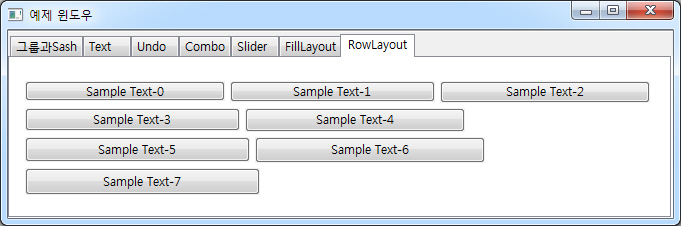 예제 윈도우
그룹과Sash Text Undo Combo Slider FillLayout RowLayout
Sample Text-0 Sample Text-1 Sample Text-2
Sample Text-3 Sample Text-4
Sample Text-5 Sample Text-6
Sample Text-7